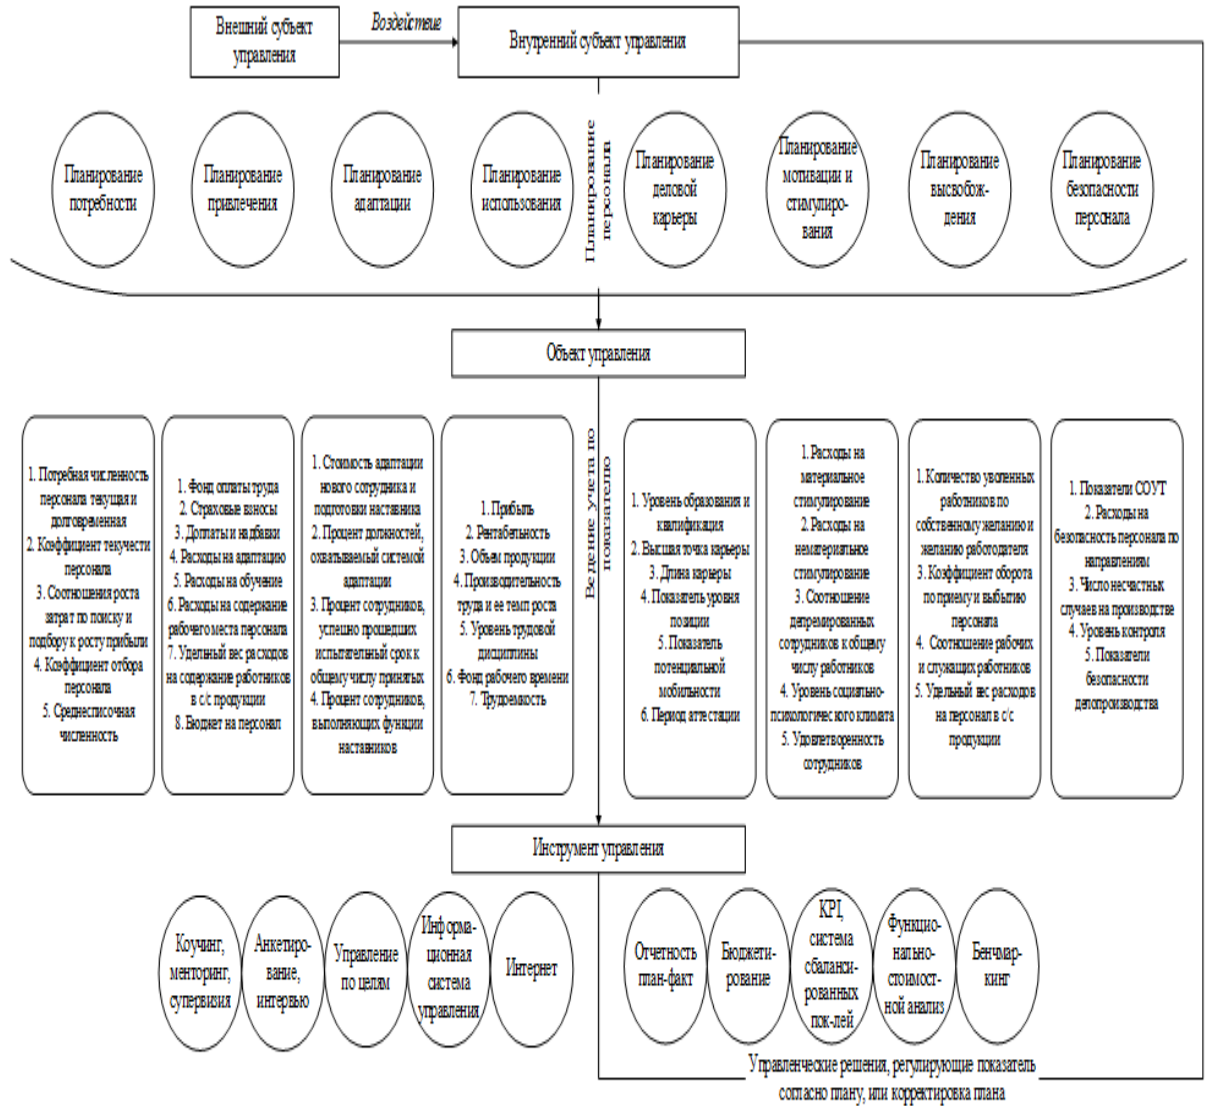 Внешний субъект
управления
Воздействие
Внутренний субъект управления
Планирование
персонала
Планирование
потребности
Планирование
привлечения
Планирование
адаптации
Планирование
использования
Планирование
деловой
карьеры
Планирование
мотивации и
стимулиро-
вания
Планирование
высвобож-
дения
Планирование
безопасности
персонала
Объект управления
Ведение учета по
показателю
1. Потребная численность
персонала текущая и
долговременная
2. Коэффициент текучести
персонала
3. Соотношения роста
затрат по поиску и
подбору к росту прибыли
4. Коэффициент отбора
персонала
5. Среднесписочная
численность
1. Фонд оплаты труда
2. Страховые взносы
3. Доплаты и надбавки
4. Расходы на адаптацию
5. Расходы на обучение
6. Расходы на содержание
рабочего места персонала
7. Удельный вес расходов
на содержание работников
в с/с продукции
8. Бюджет на персонал
1. Стоимость адаптации
нового сотрудника и
подготовки наставника
2. Процент должностей,
охватываемый системой
адаптации
3. Процент сотрудников,
успешно прошедших
испытательный срок к
общему числу принятых
4. Процент сотрудников,
выполняющих функции
наставников
1. Прибыль
2. Рентабельность
3. Объем продукции
4. Производительность
труда и ее темп роста
5. Уровень трудовой
дисциплины
6. Фонд рабочего времени
7. Трудоемкость
1. Уровень образования и
квалификация
2. Высшая точка карьеры
3. Длина карьеры
4. Показатель уровня
позиции
5. Показатель
потенциальной
мобильности
6. Период аттестации
1. Расходы на
материальное
стимулирование
2. Расходы на
нематериальное
стимулирование
3. Соотношение
депремированных
сотрудников к общему
числу работников
4. Уровень социально-
психологического климата
5. Удовлетворенность
сотрудников
1. Количество уволенных
работников по
собственному желанию и
желанию работодателя
3. Коэффициент оборота
по приему и выбытию
персонала
4. Соотношение рабочих
и служащих работников
5. Удельный вес расходов
на персонал в с/с
продукции
1. Показатели СОУТ
2. Расходы на
безопасность персонала по
направлениям
3. Число несчастных
случаев на производстве
4. Уровень контроля
5. Показатели
безопасности
делопроизводства
Инструмент управления
Коучинг,
менторинг,
супервизия
Анкетиро-
вание,
интервью
Управление
по целям
Информа-
ционная
система
управления
Интернет
Отчетность
план-факт
Бюджети-
рование
KPI,
система
сбаланси-
рованных
пок-лей
Функцио-
нально-
стоимост-
ной анализ
Бенчмар-
кинг
Управленческие решения, регулирующие показатель
согласно плану, или корректировка плана